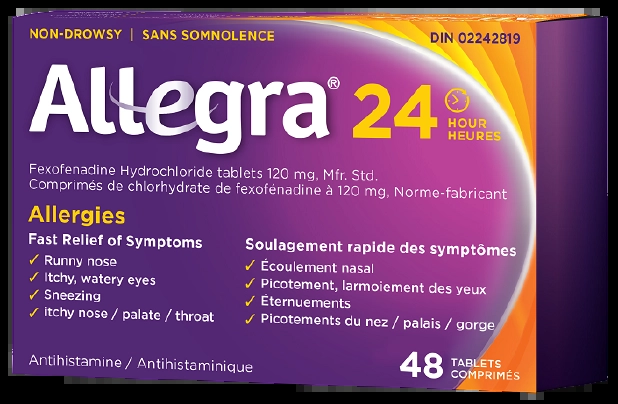 NON-DROWSY | SANS SOMNOLENCE
DIN 02242819
Allegra® 24 HOUR HEURES
Fexofenadine Hydrochloride tablets 120 mg, Mfr. Std.
Comprimés de chlorhydrate de fexofénadine à 120 mg, Norme-fabricant
Allergies
Fast Relief of Symptoms
✓ Runny nose
✓ Itchy, watery eyes
✓ Sneezing
✓ itchy nose / palate / throat
Soulagement rapide des symptômes
✓ Écoulement nasal
✓ Picotement, larmoiement des yeux
✓ Éternuements
✓ Picotements du nez / palais / gorge
Antihistamine / Antihistaminique
48 TABLETS COMPRIMÉS